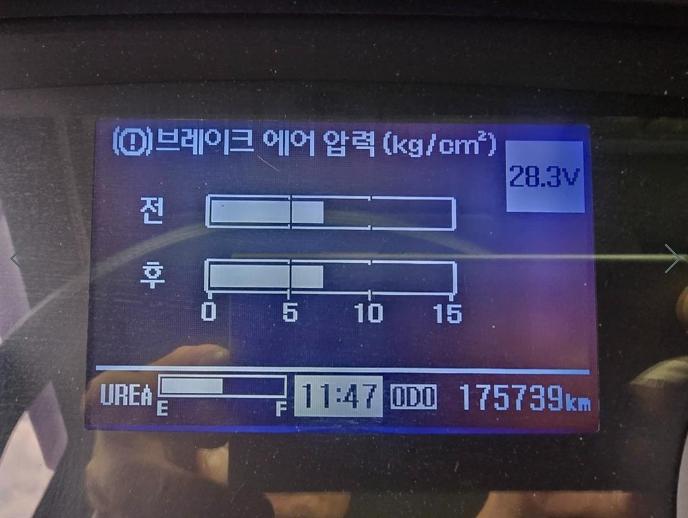 (!) 브레이크 에어 압력 (kg/cm²)
28.3V
전
후
0 5 10 15
UREA E F 11:47 ODO 175739km